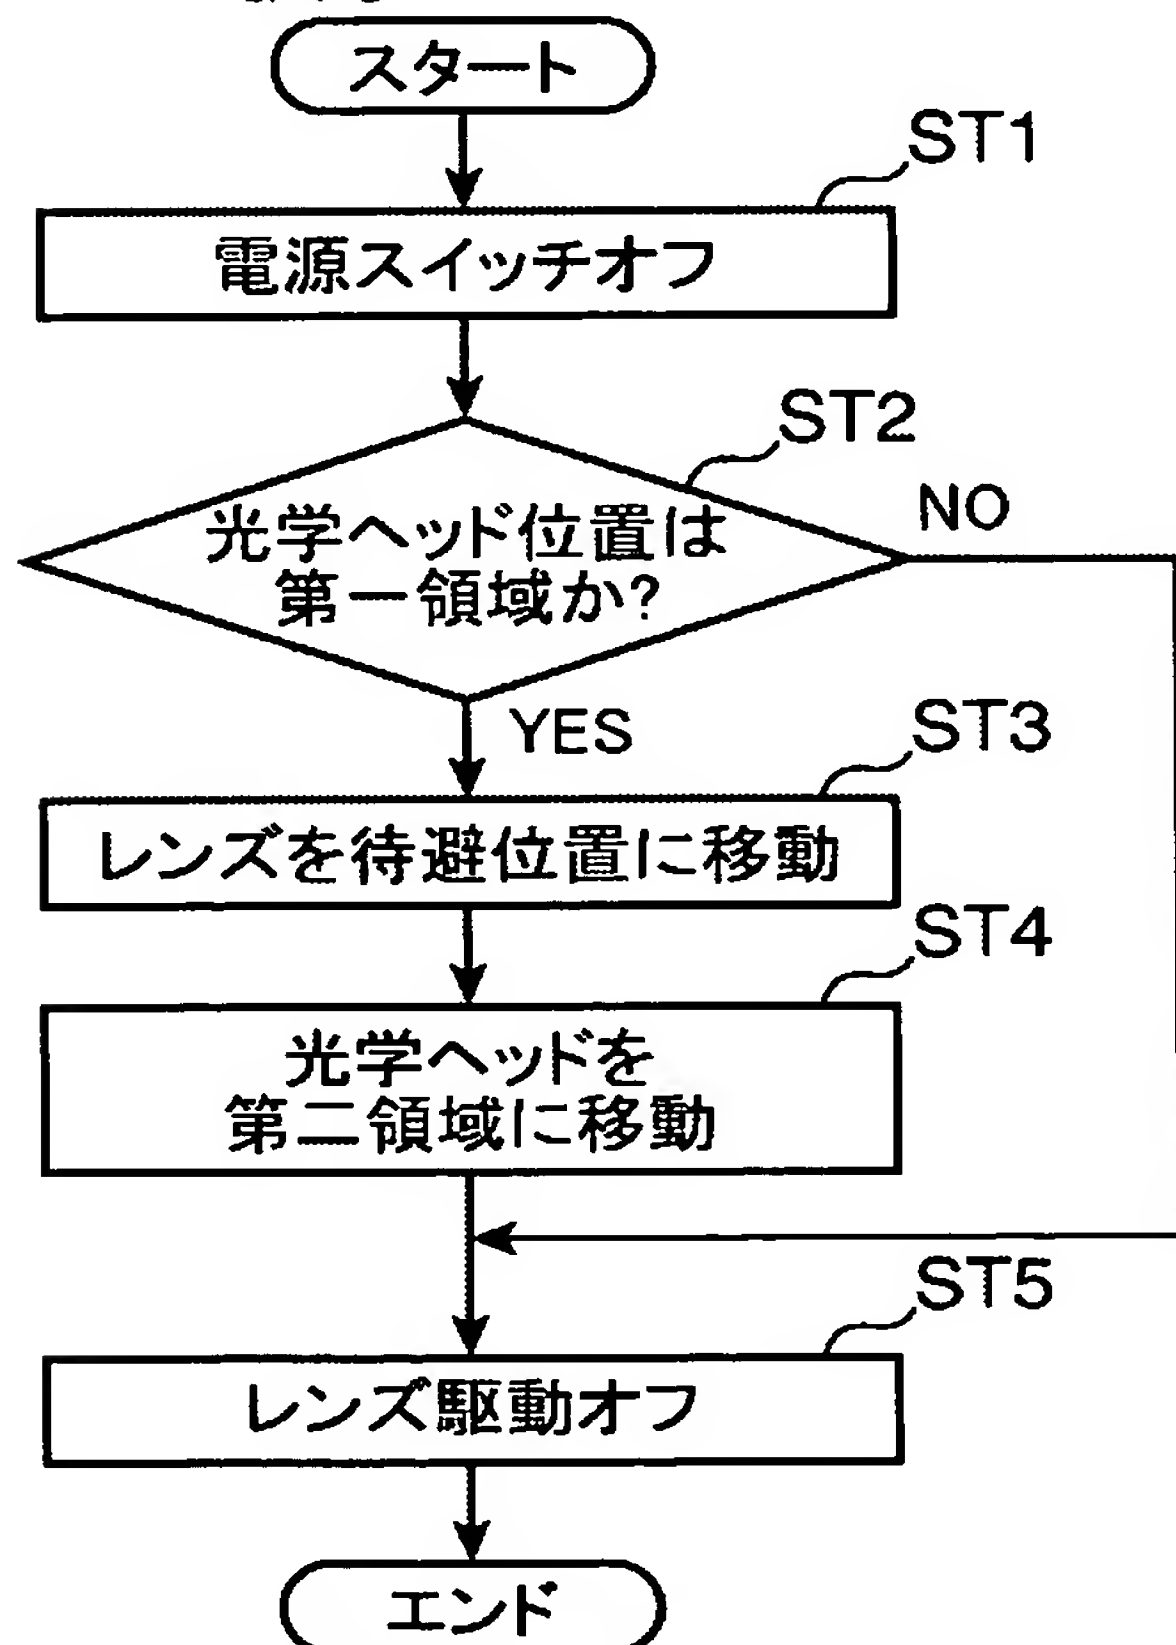 スタート
ST1
電源スイッチオフ
ST2
NO
光学ヘッド位置は
第一領域か?
YES
ST3
レンズを待避位置に移動
ST4
光学ヘッドを
第二領域に移動
ST5
レンズ駆動オフ
エンド